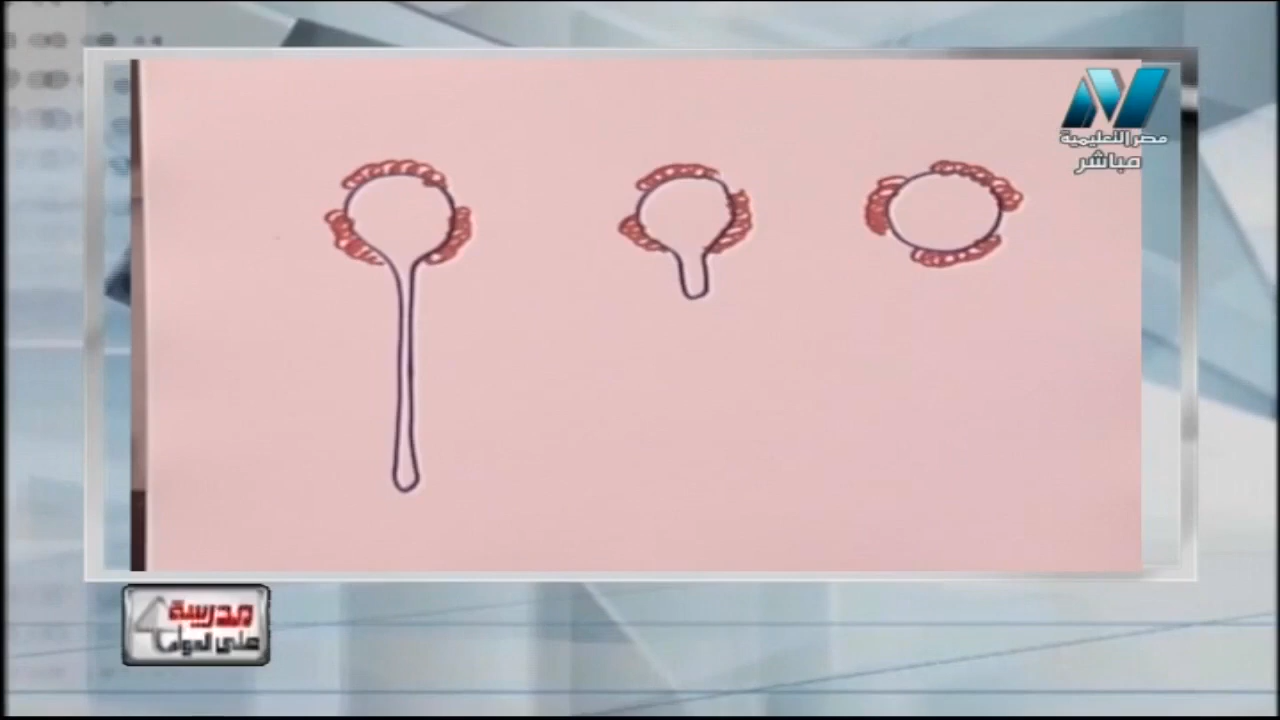 مصر التعليمية
مباشر
مدرسة
على الهواء